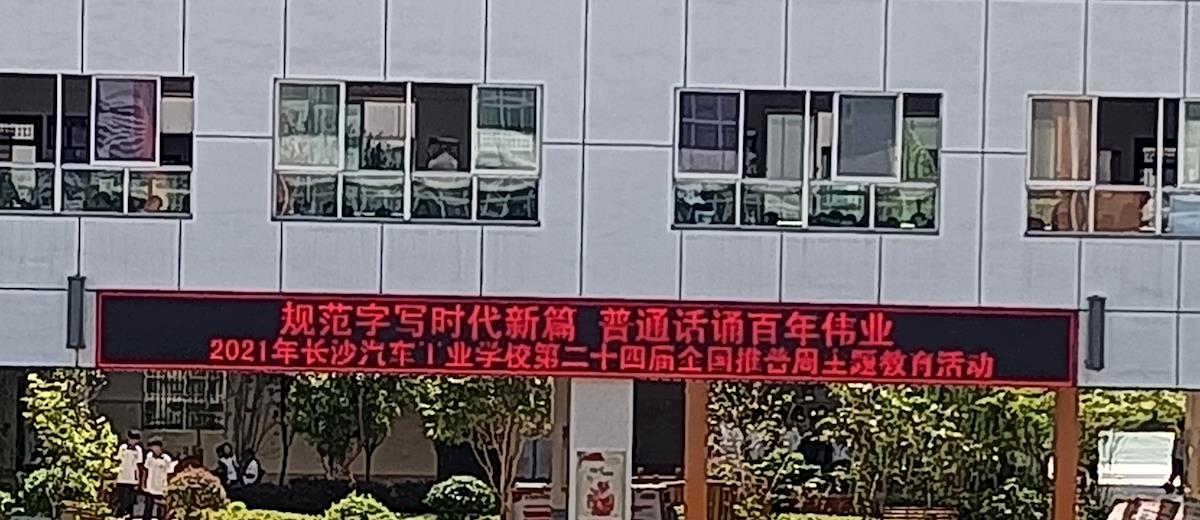 规范字写时代新篇 普通话诵百年伟业
2021年长沙汽车工业学校第二十四届全国推普周主题教育活动